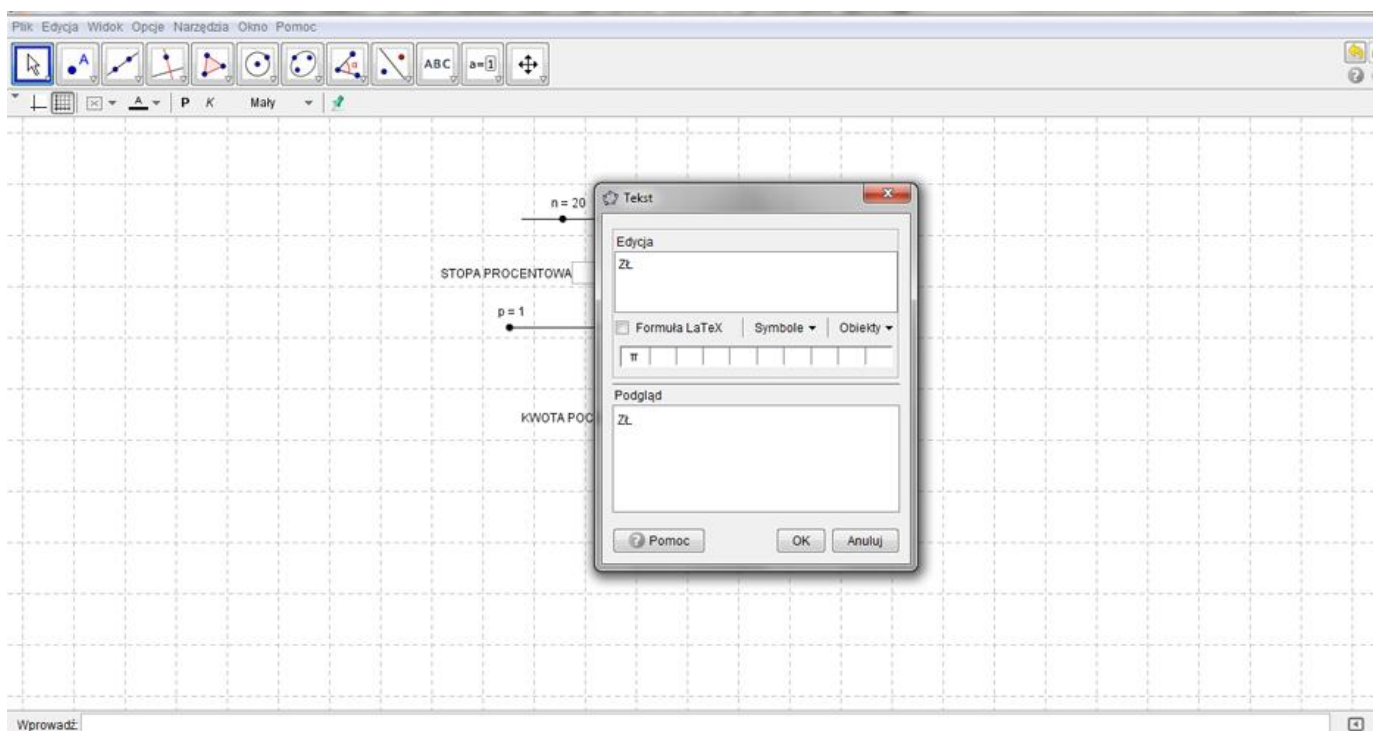 Plik Edycja Widok Opcje Narzędzia Okno Pomoc
A α ABC a=1
A P K Mały
n = 20
STOPA PROCENTOWA
p = 1
KWOTA POC
Tekst
Edycja
ZŁ
Formuła LaTeX Symbole Obiekty
π
Podgląd
ZŁ
Pomoc OK Anuluj
Wprowadź: